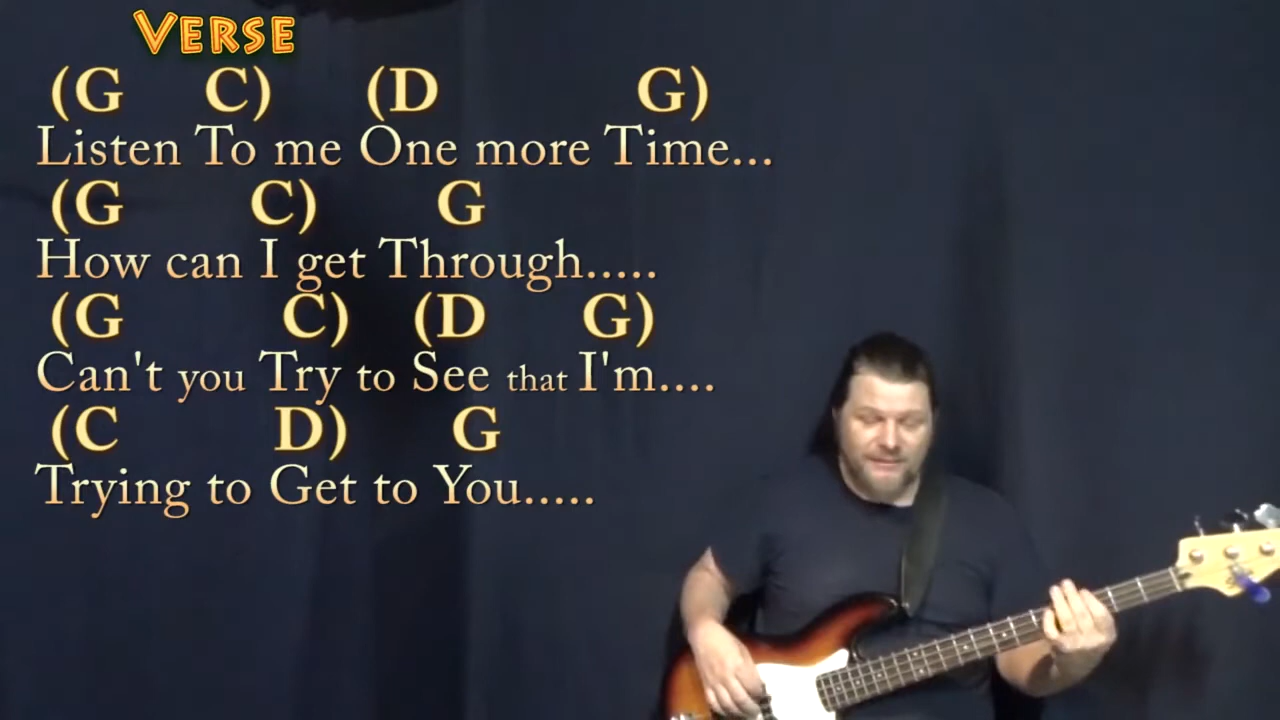 VERSE
(G C) (D G)
Listen To me One more Time...
(G C) G
How can I get Through.....
(G C) (D G)
Can't you Try to See that I'm....
(C D) G
Trying to Get to You.....